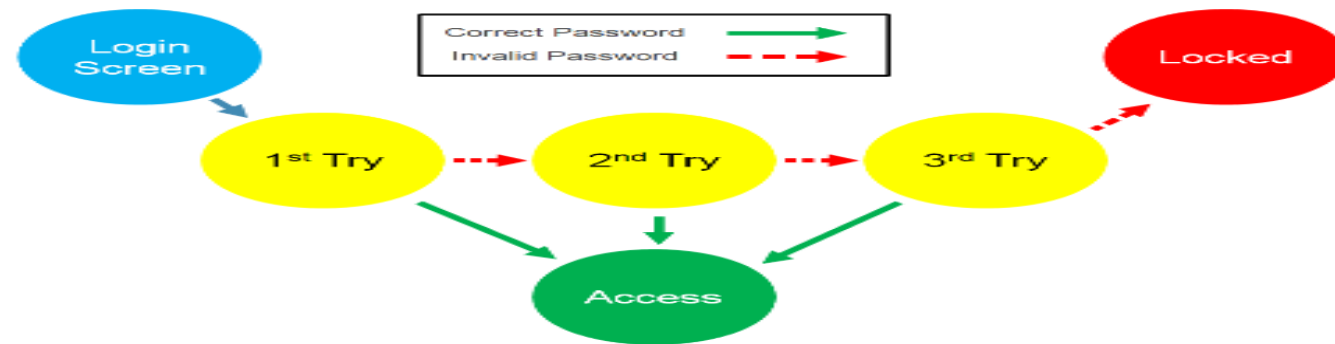 Login
Screen
Correct Password
Invalid Password
Locked
1st Try
2nd Try
3rd Try
Access